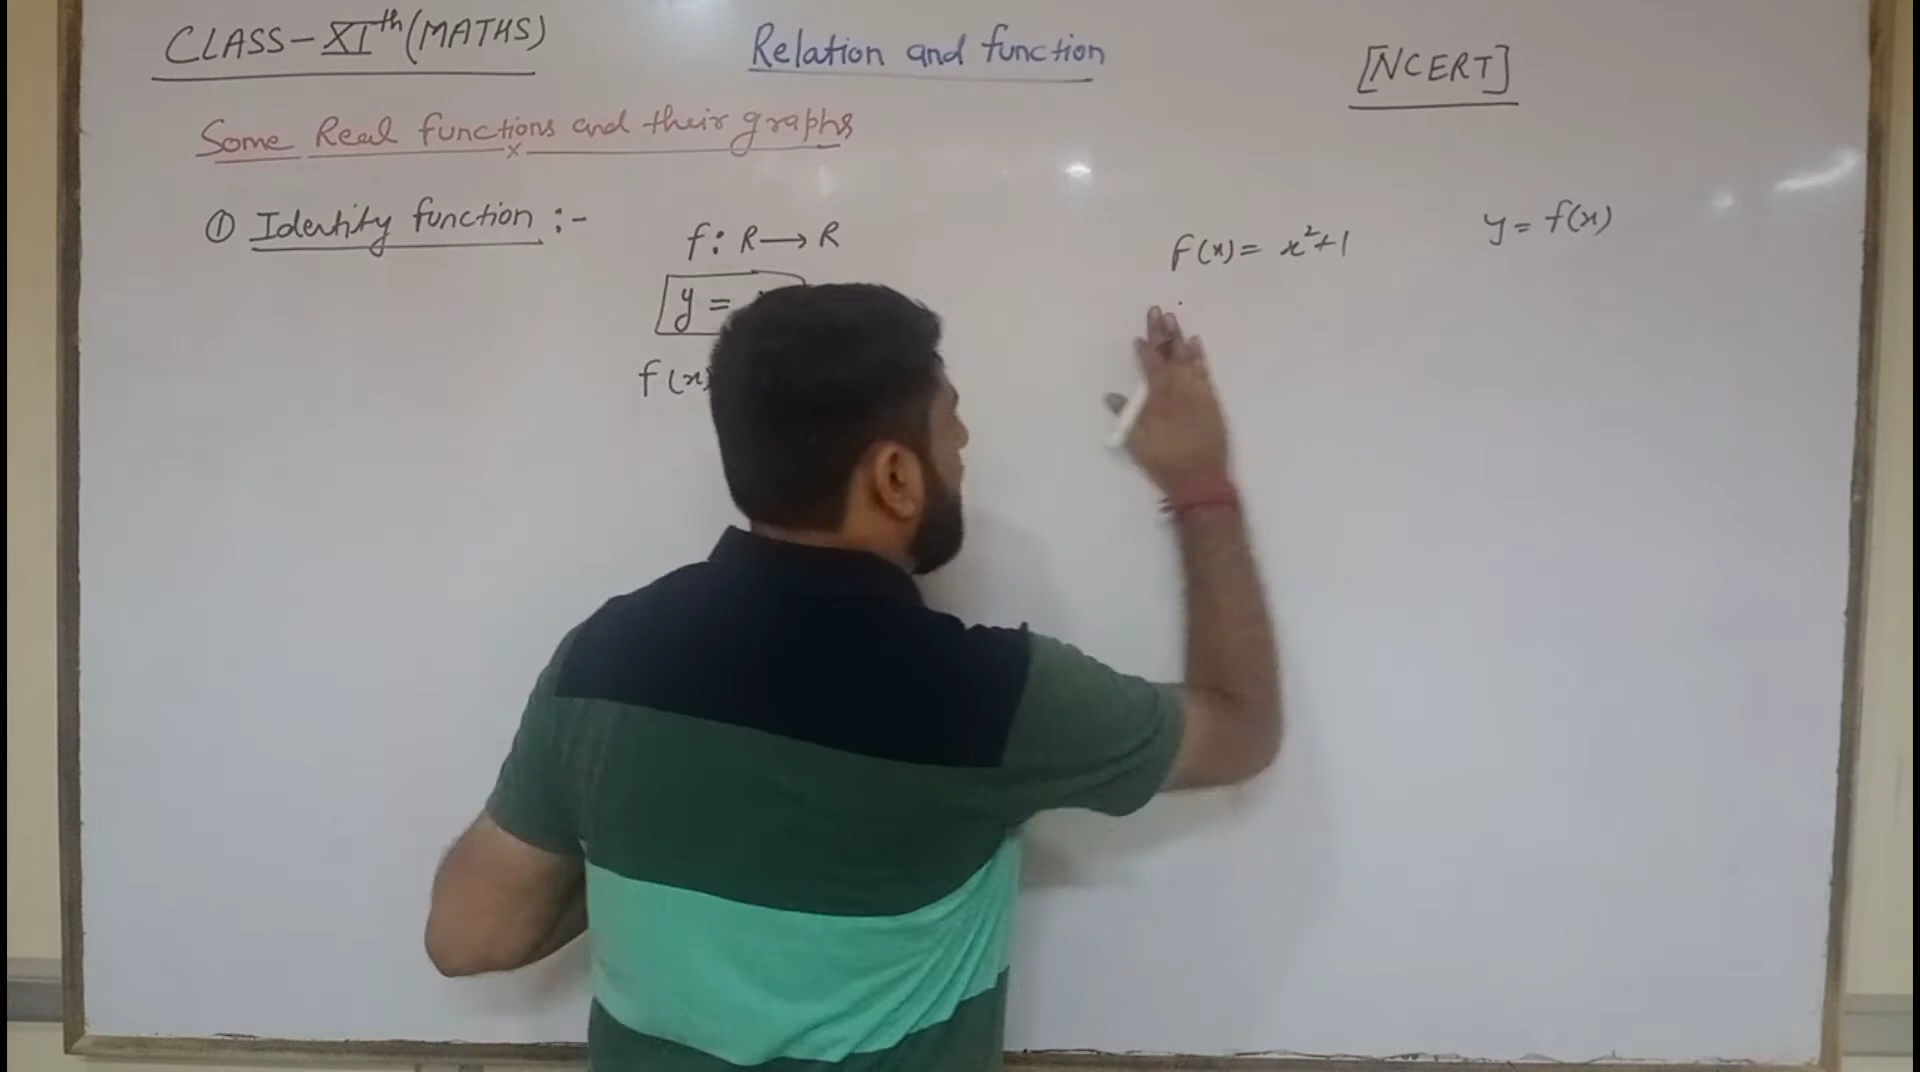 CLASS-XIth (MATHS)
Relation and function
[NCERT]
Some Real functions and their graphs
① Identity function :-
f: R⟶R
y =
f(x)
F(x) = x²+1
y = f(x)